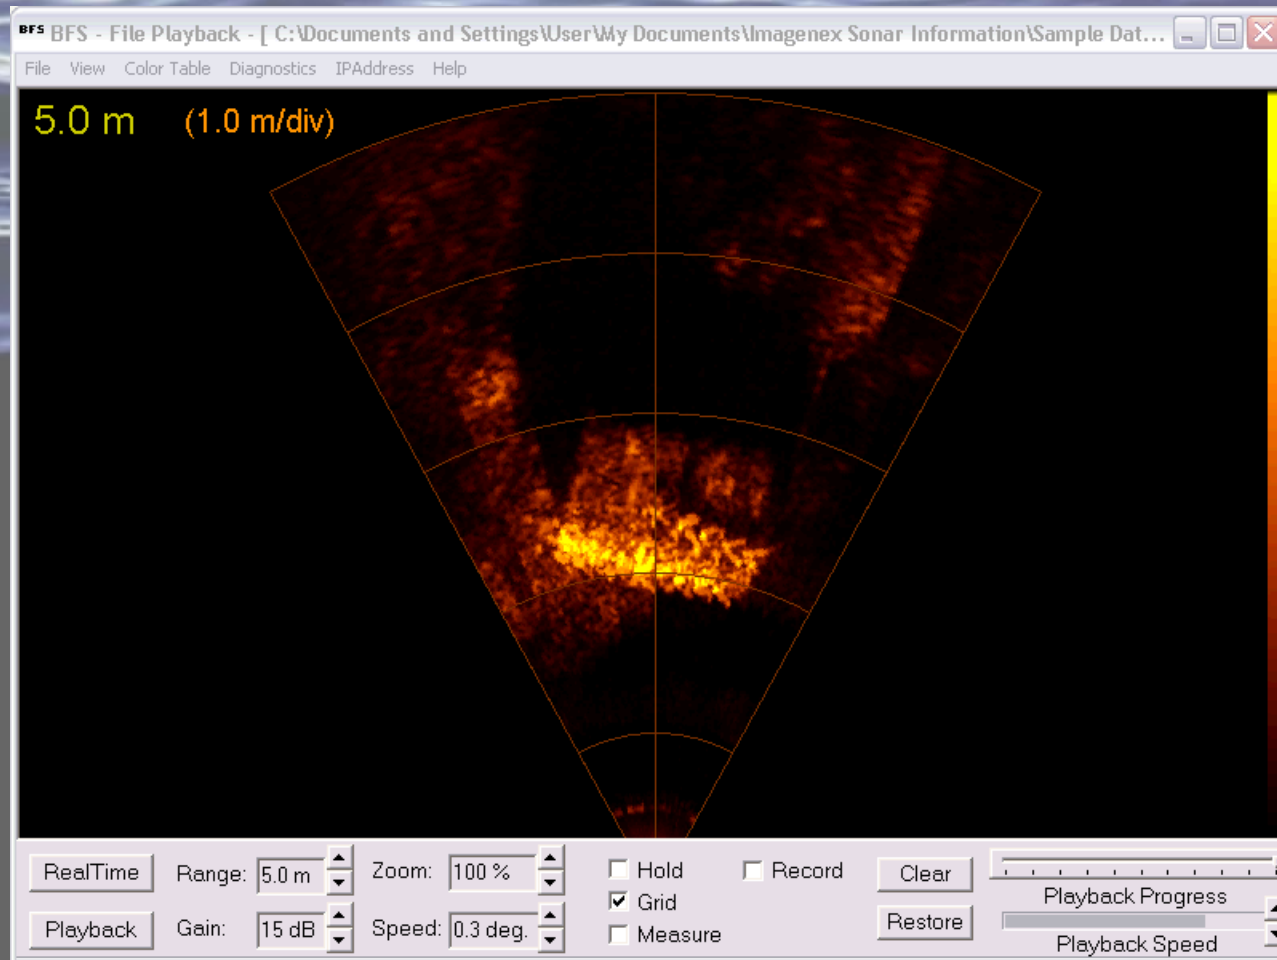 BFS BFS - File Playback - [ C:\Documents and Settings\User\My Documents\Imagenex Sonar Information\Sample Dat...
File View Color Table Diagnostics IPAddress Help
5.0 m (1.0 m/div)
RealTime Range: 5.0 m Zoom: 100 % Hold Record Clear
Playback Progress
Grid
Playback Gain: 15 dB Speed: 0.3 deg. Measure Restore
Playback Speed